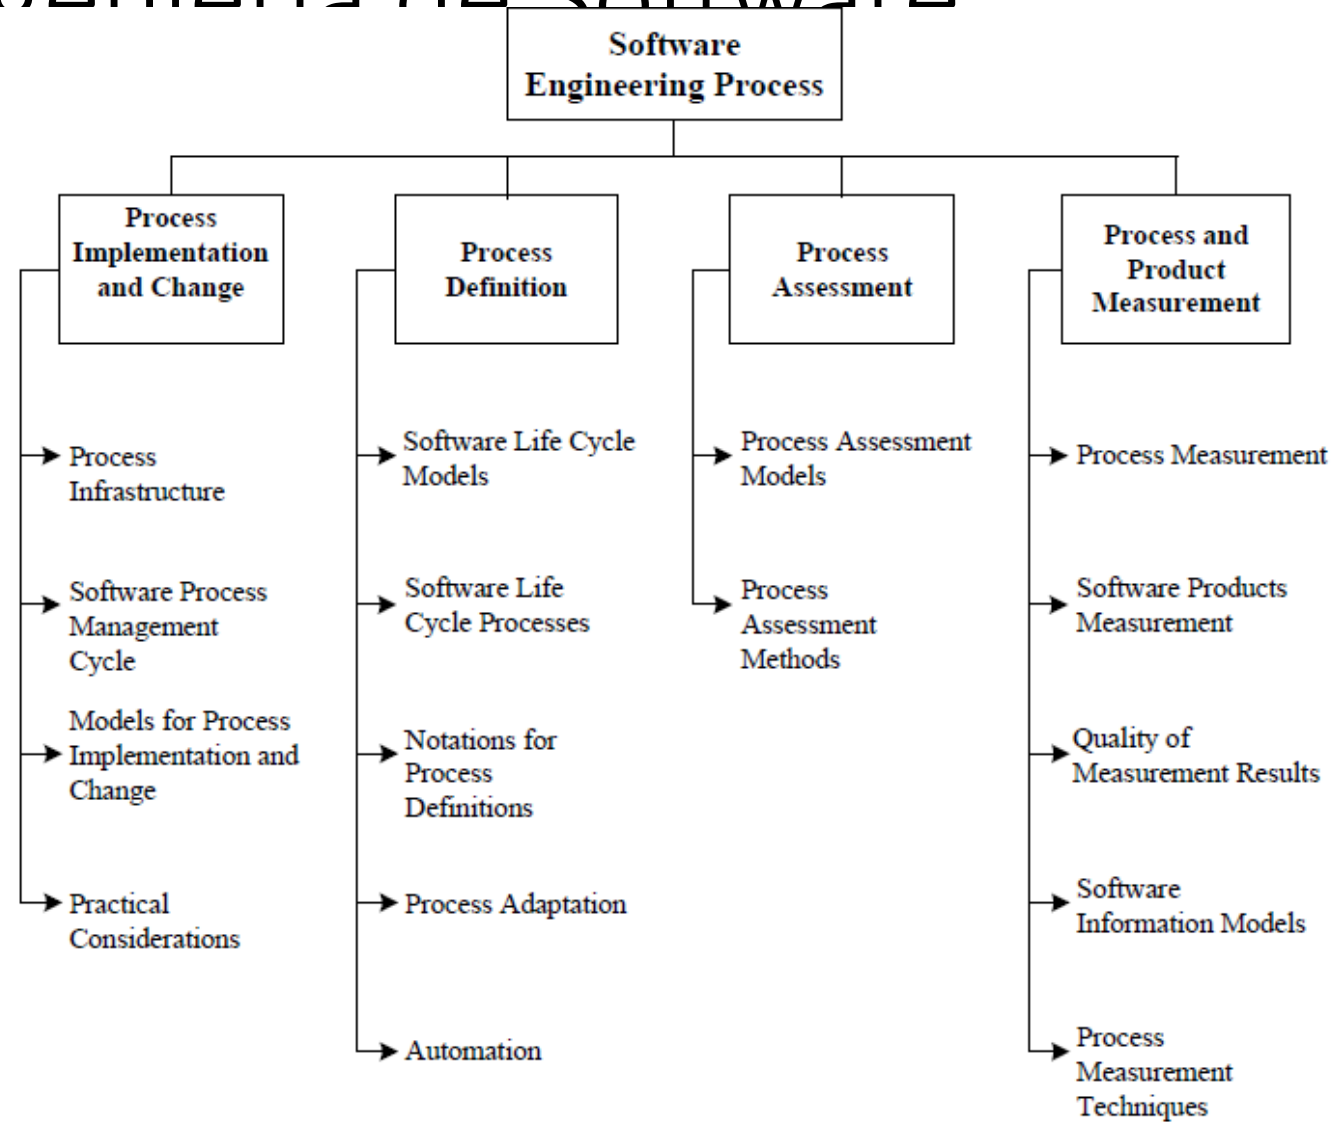 de Software
Software
Engineering Process
Process
Implementation
and Change
Process
Definition
Process
Assessment
Process and
Product
Measurement
Process
Infrastructure
Software Process
Management
Cycle
Models for Process
Implementation and
Change
Practical
Considerations
Software Life Cycle
Models
Software Life
Cycle Processes
Notations for
Process
Definitions
Process Adaptation
Automation
Process Assessment
Models
Process
Assessment
Methods
Process Measurement
Software Products
Measurement
Quality of
Measurement Results
Software
Information Models
Process
Measurement
Techniques